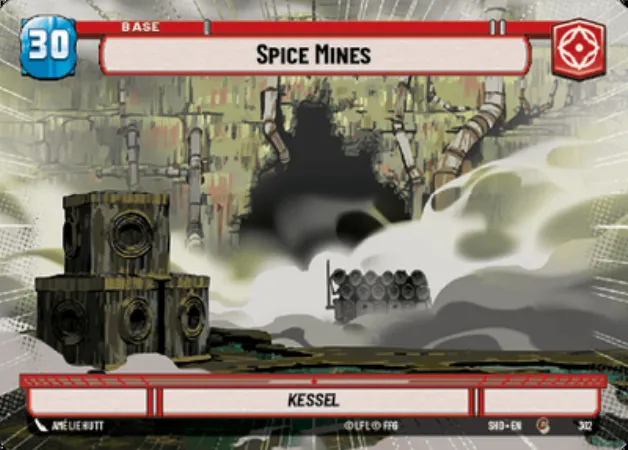 BASE
30
SPICE MINES
KESSEL
AMÉLIE HUTT
© LFL © FFG
SHD • EN
302